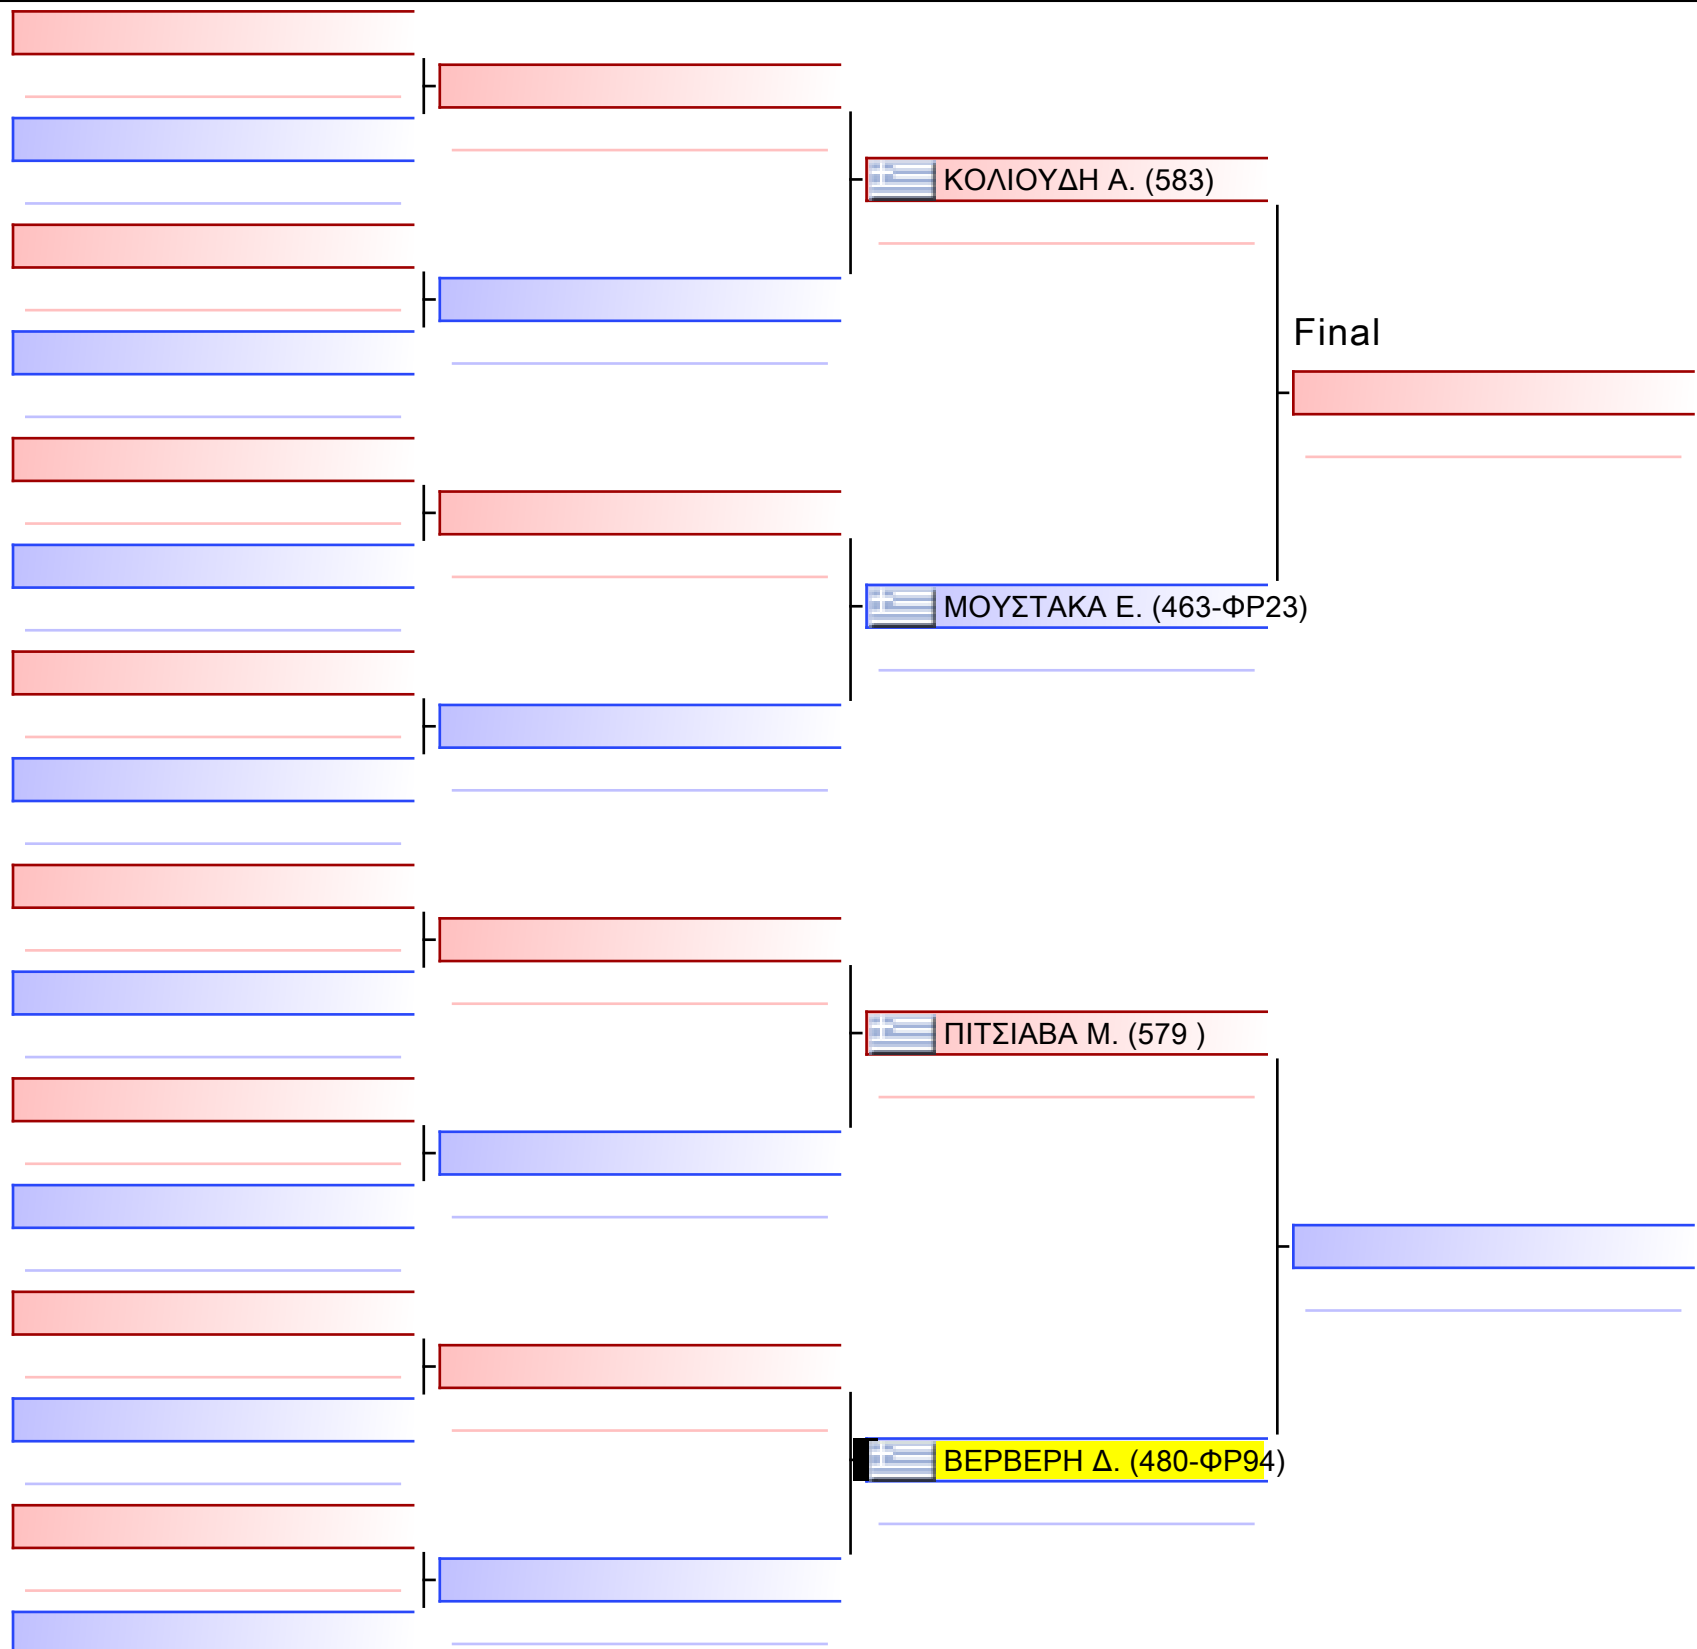 ΚΟΛΙΟΥΔΗ Α. (583)
Final
ΜΟΥΣΤΑΚΑ Ε. (463-ΦΡ23)
ΠΙΤΣΙΑΒΑ Μ. (579 )
ΒΕΡΒΕΡΗ Δ. (480-ΦΡ94)